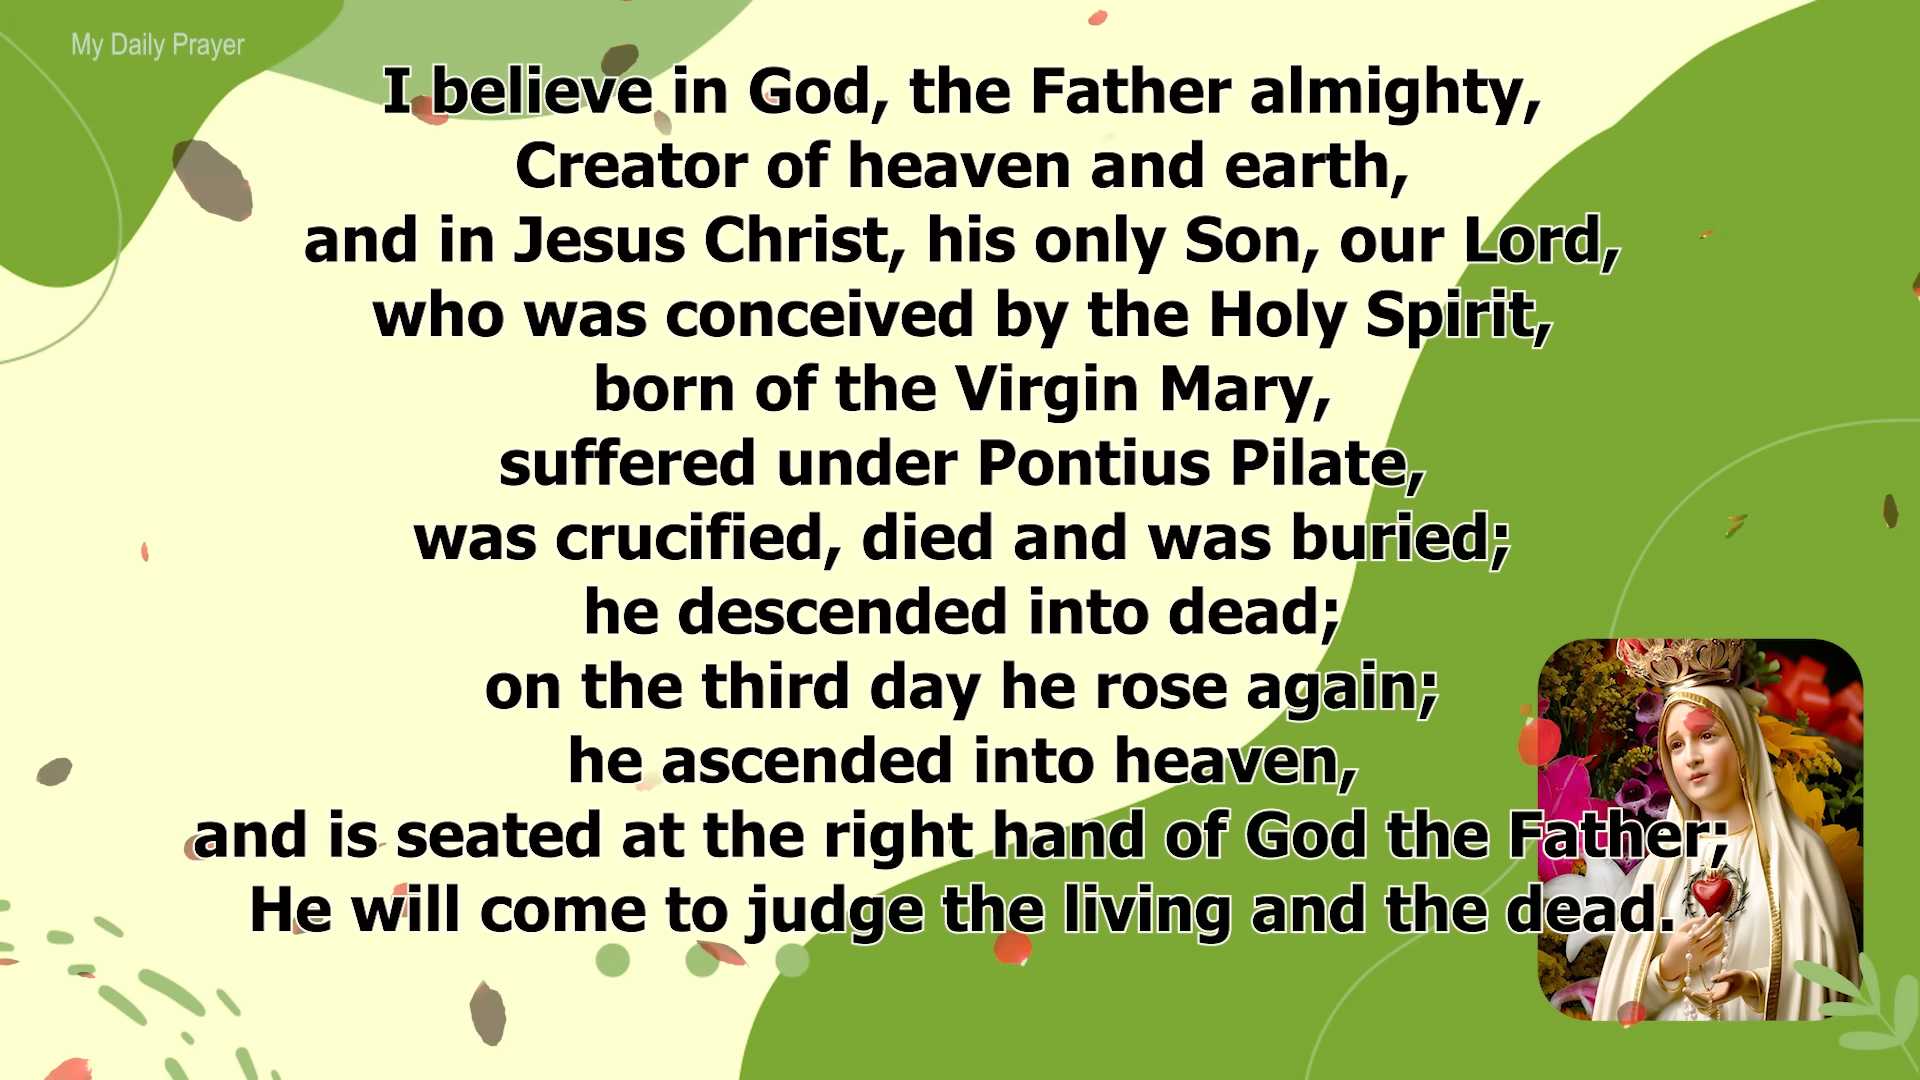 My Daily Prayer
I believe in God, the Father almighty,
Creator of heaven and earth,
and in Jesus Christ, his only Son, our Lord,
who was conceived by the Holy Spirit,
born of the Virgin Mary,
suffered under Pontius Pilate,
was crucified, died and was buried;
he descended into dead;
on the third day he rose again;
he ascended into heaven,
and is seated at the right hand of God the Father;
He will come to judge the living and the dead.